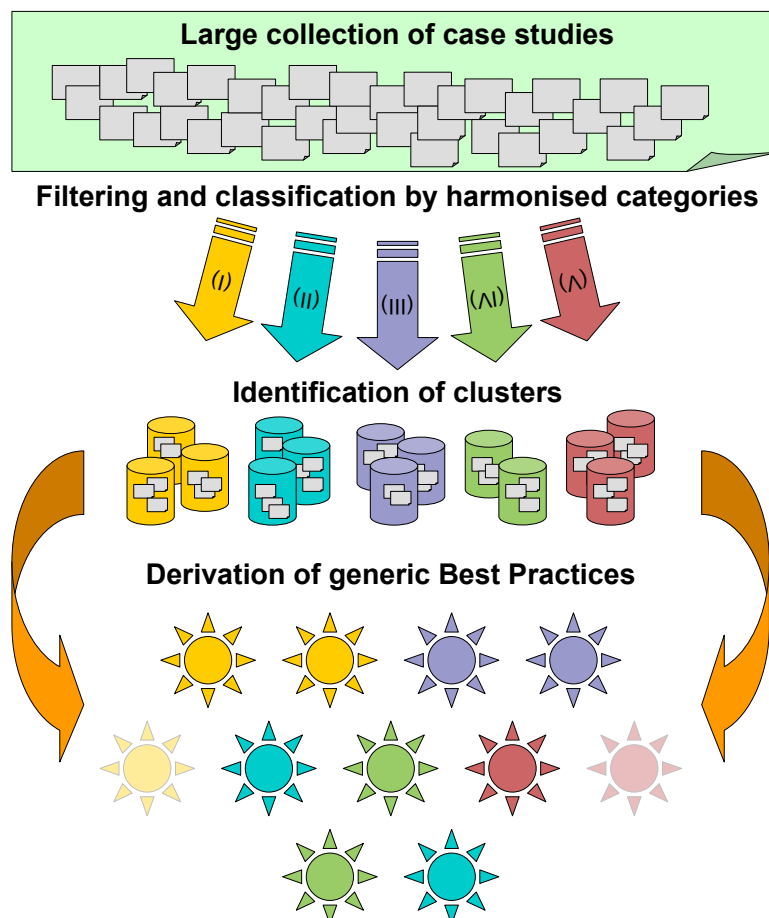 Large collection of case studies
Filtering and classification by harmonised categories
(I)
(II)
(III)
(IV)
(V)
Identification of clusters
Derivation of generic Best Practices